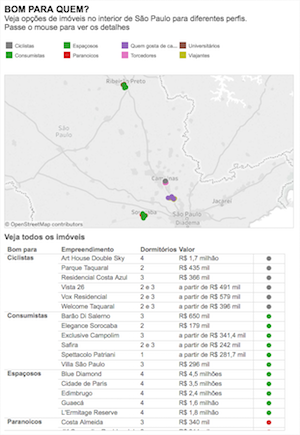 BOM PARA QUEM?
Veja opções de imóveis no interior de São Paulo para diferentes perfis.
Passe o mouse para ver os detalhes
Ciclistas Espaçosos Quem gosta de ca... Universitários
Consumistas Paranoicos Torcedores Viajantes
Ribeirão Preto
São
Paulo
Campinas
Jacareí
Sorocaba
São Paulo
Diadema
© OpenStreetMap contributors
Veja todos os imóveis
Bom para Empreendimento Dormitórios Valor
Ciclistas Art House Double Sky 4 R$ 1,7 milhão
Parque Taquaral 2 R$ 435 mil
Residencial Costa Azul 3 R$ 366 mil
Vista 26 2 e 3 a partir de R$ 491 mil
Vox Residencial 2 e 3 a partir de R$ 579 mil
Welcome Taquaral 2 e 3 a partir de R$ 396 mil
Consumistas Barão Di Salerno 3 R$ 650 mil
Elegance Sorocaba 2 R$ 179 mil
Exclusive Campolim 3 a partir de R$ 341,4 mil
Safira 2 e 3 a partir de R$ 242 mil
Spettacolo Patriani 1 a partir de R$ 281,7 mil
Villa São Paulo 3 R$ 296 mil
Espaçosos Blue Diamond 4 R$ 4,5 milhões
Cidade de Paris 4 R$ 3,5 milhões
Edimbrugo 4 R$ 2,4 milhões
Guaecá 4 R$ 1,6 milhão
L'Ermitage Reserve 4 R$ 1,8 milhão
Paranoicos Costa Almeida 3 R$ 340 mil